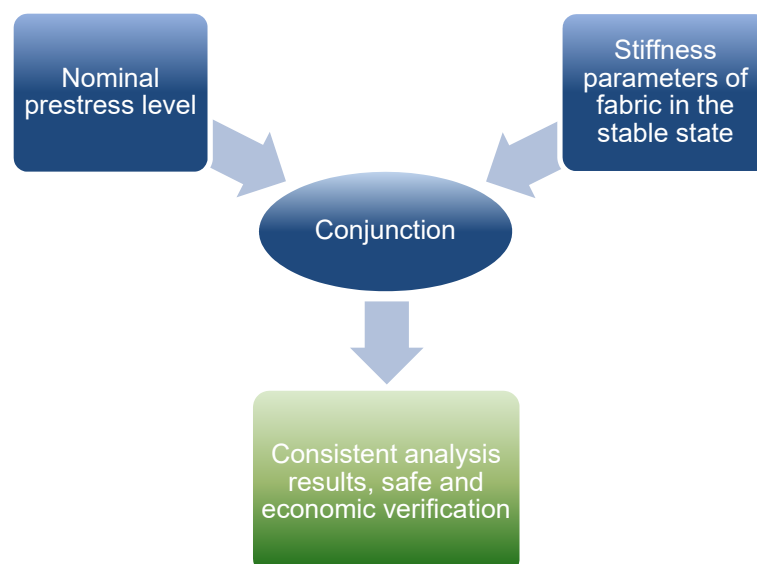 Nominal
prestress level
Stiffness
parameters of
fabric in the
stable state
Conjunction
Consistent analysis
results, safe and
economic verification